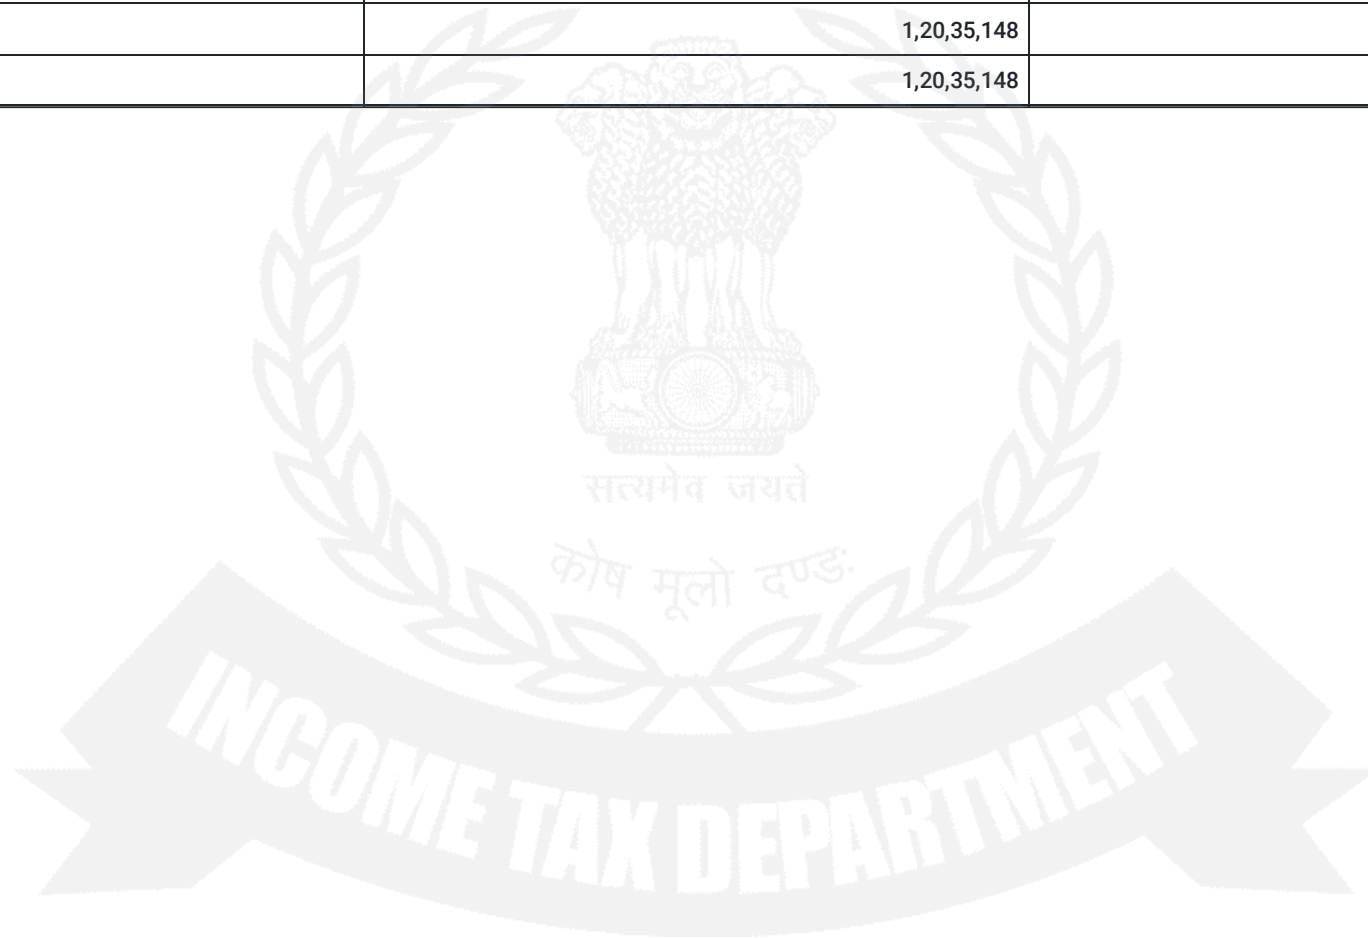 1,20,35,148
1,20,35,148
सत्यमेव जयते
कोष मूलो दण्डः
INCOME TAX DEPARTMENT